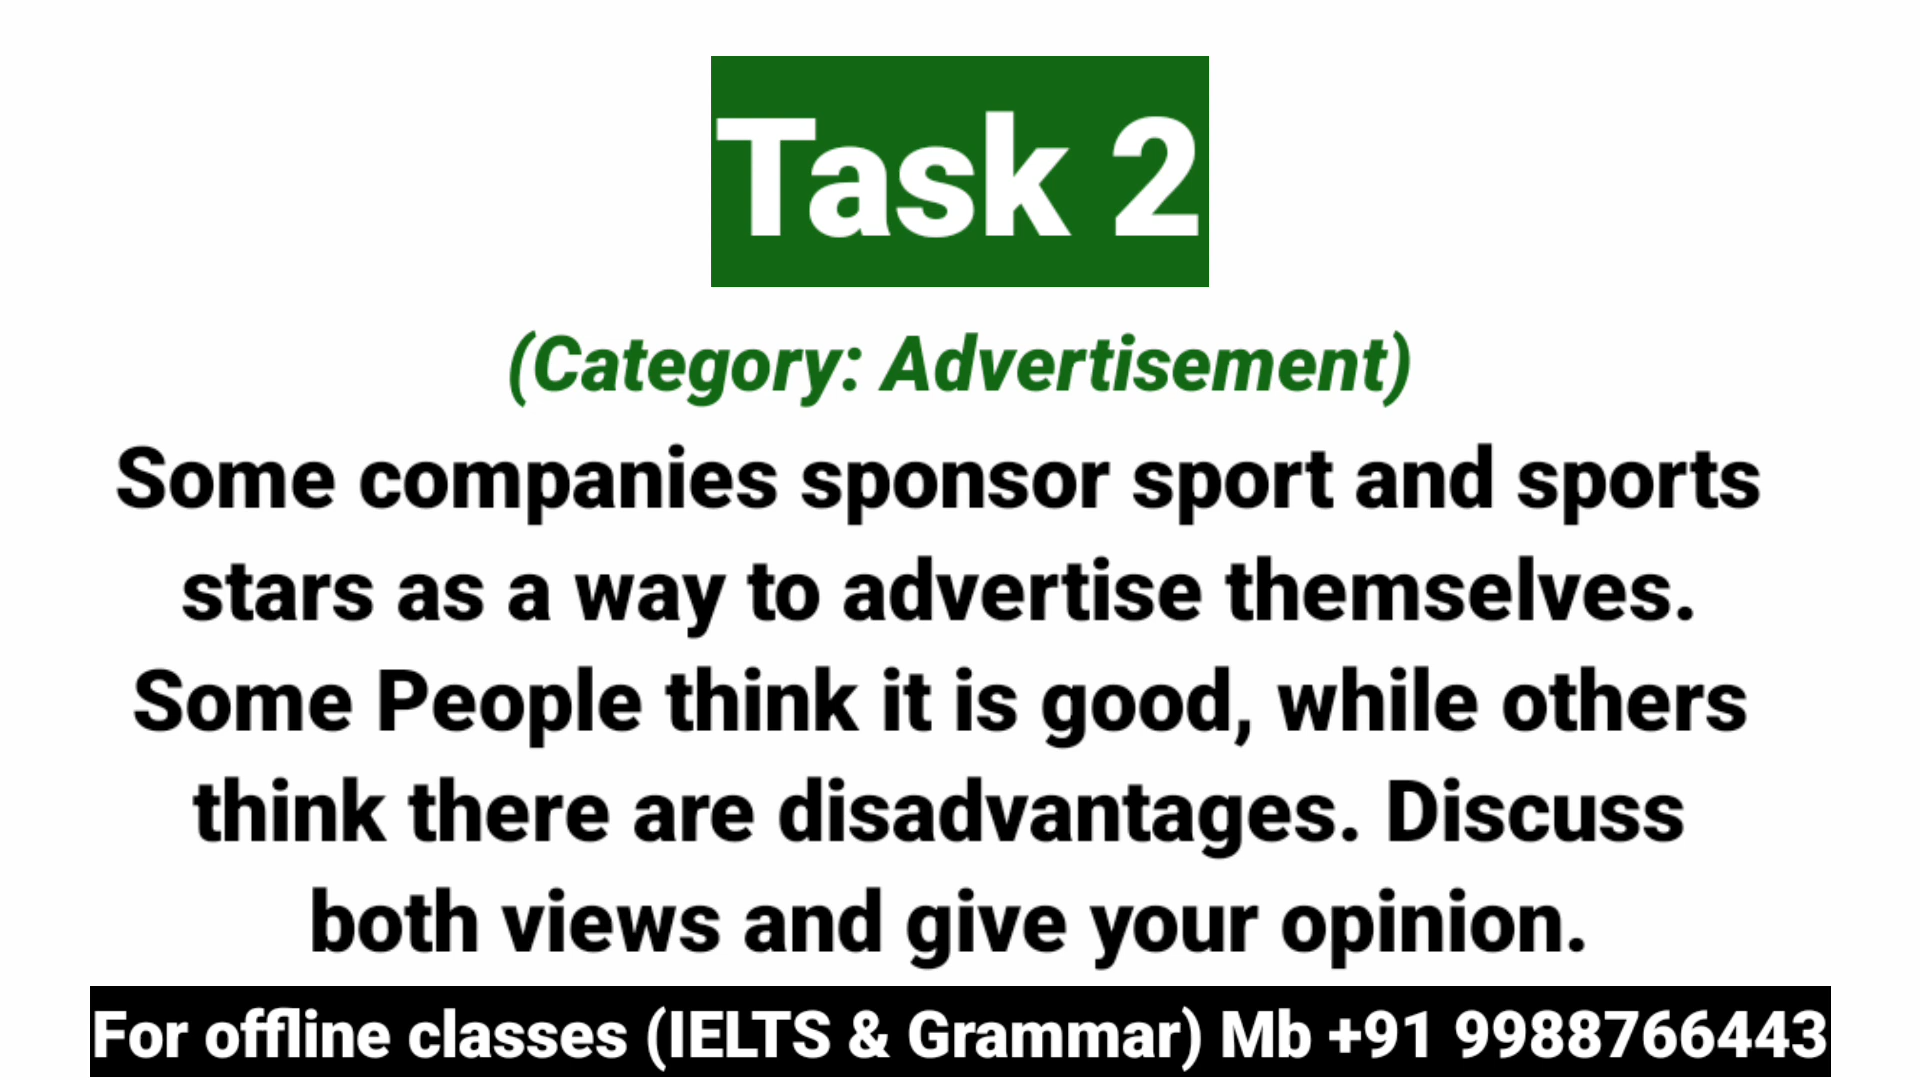 Task 2
(Category: Advertisement)
Some companies sponsor sport and sports
stars as a way to advertise themselves.
Some People think it is good, while others
think there are disadvantages. Discuss
both views and give your opinion.
For offline classes (IELTS & Grammar) Mb +91 9988766443